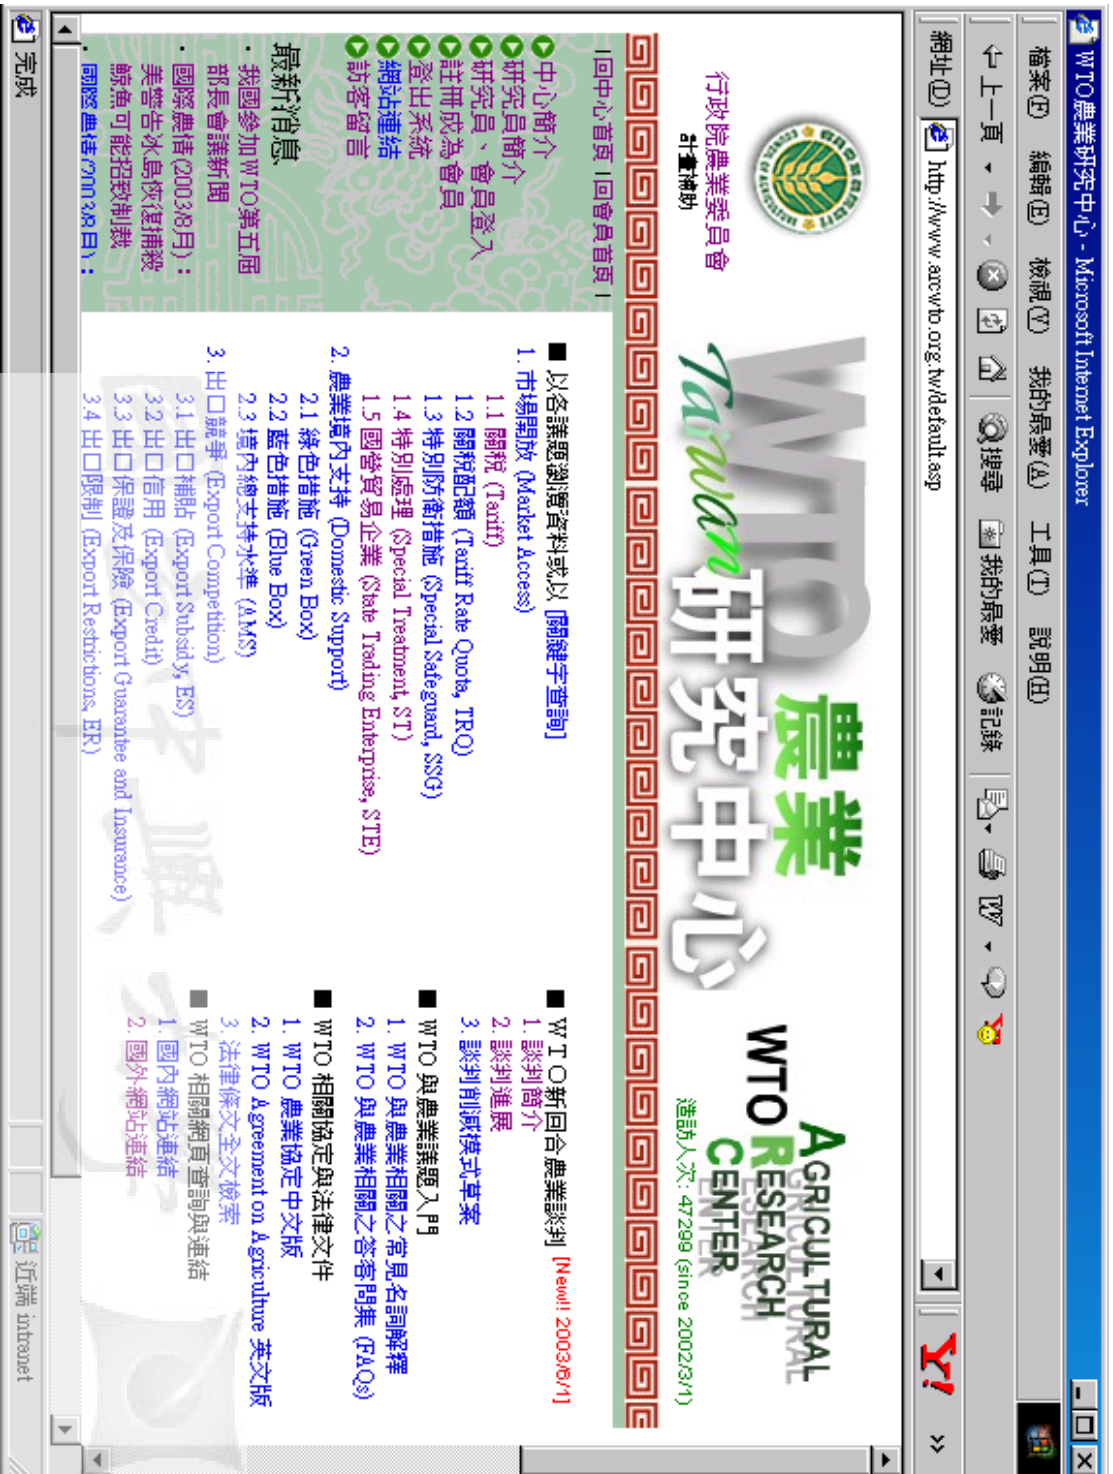 WTO農業研究中心 - Microsoft Internet Explorer
檔案(F) 編輯(E) 檢視(V) 我的最愛(A) 工具(T) 說明(H)
上一頁 搜尋 我的最愛 記錄
網址(D) http://www.arcwto.org.tw/default.asp
行政院農業委員會
計畫補助
WTO 農業
Taiwan 研究中心
AGRICULTURAL
WTO RESEARCH
CENTER
造訪人次: 47299 (since 2002/3/1)
|回中心首頁 |回會員首頁 |
中心簡介
研究員簡介
研究員、會員登入
註冊成為會員
登出系統
網站連結
訪客留言
最新消息
· 我國參加WTO第五屆
部長會議新聞
· 國際農情(2003/8月)：
美警告冰島恢復捕殺
鯨魚可能招致制裁
· 國際農情(2003/8月)：
■ 以各議題瀏覽資料或以 [關鍵字查詢]
1. 市場開放 (Market Access)
1.1 關稅 (Tariff)
1.2 關稅配額 (Tariff Rate Quota, TRQ)
1.3 特別防衛措施 (Special Safeguard, SSG)
1.4 特別處理 (Special Treatment, ST)
1.5 國營貿易企業 (State Trading Enterprise, STE)
2. 農業境內支持 (Domestic Support)
2.1 綠色措施 (Green Box)
2.2 藍色措施 (Blue Box)
2.3 境內總支持水準 (AMS)
3. 出口競爭 (Export Competition)
3.1 出口補貼 (Export Subsidy, ES)
3.2 出口信用 (Export Credit)
3.3 出口保證及保險 (Export Guarantee and Insurance)
3.4 出口限制 (Export Restrictions, ER)
■ WTO新回合農業談判 [New!! 2003/6/1]
1. 談判簡介
2. 談判進展
3. 談判削減模式草案
■ WTO 與農業議題入門
1. WTO 與農業相關之常見名詞解釋
2. WTO 與農業相關之答客問集 (FAQs)
■ WTO 相關協定與法律文件
1. WTO 農業協定中文版
2. WTO Agreement on Agriculture 英文版
3. 法律條文全文檢索
■ WTO 相關網頁查詢與連結
1. 國內網站連結
2. 國外網站連結
完成
近端 intranet